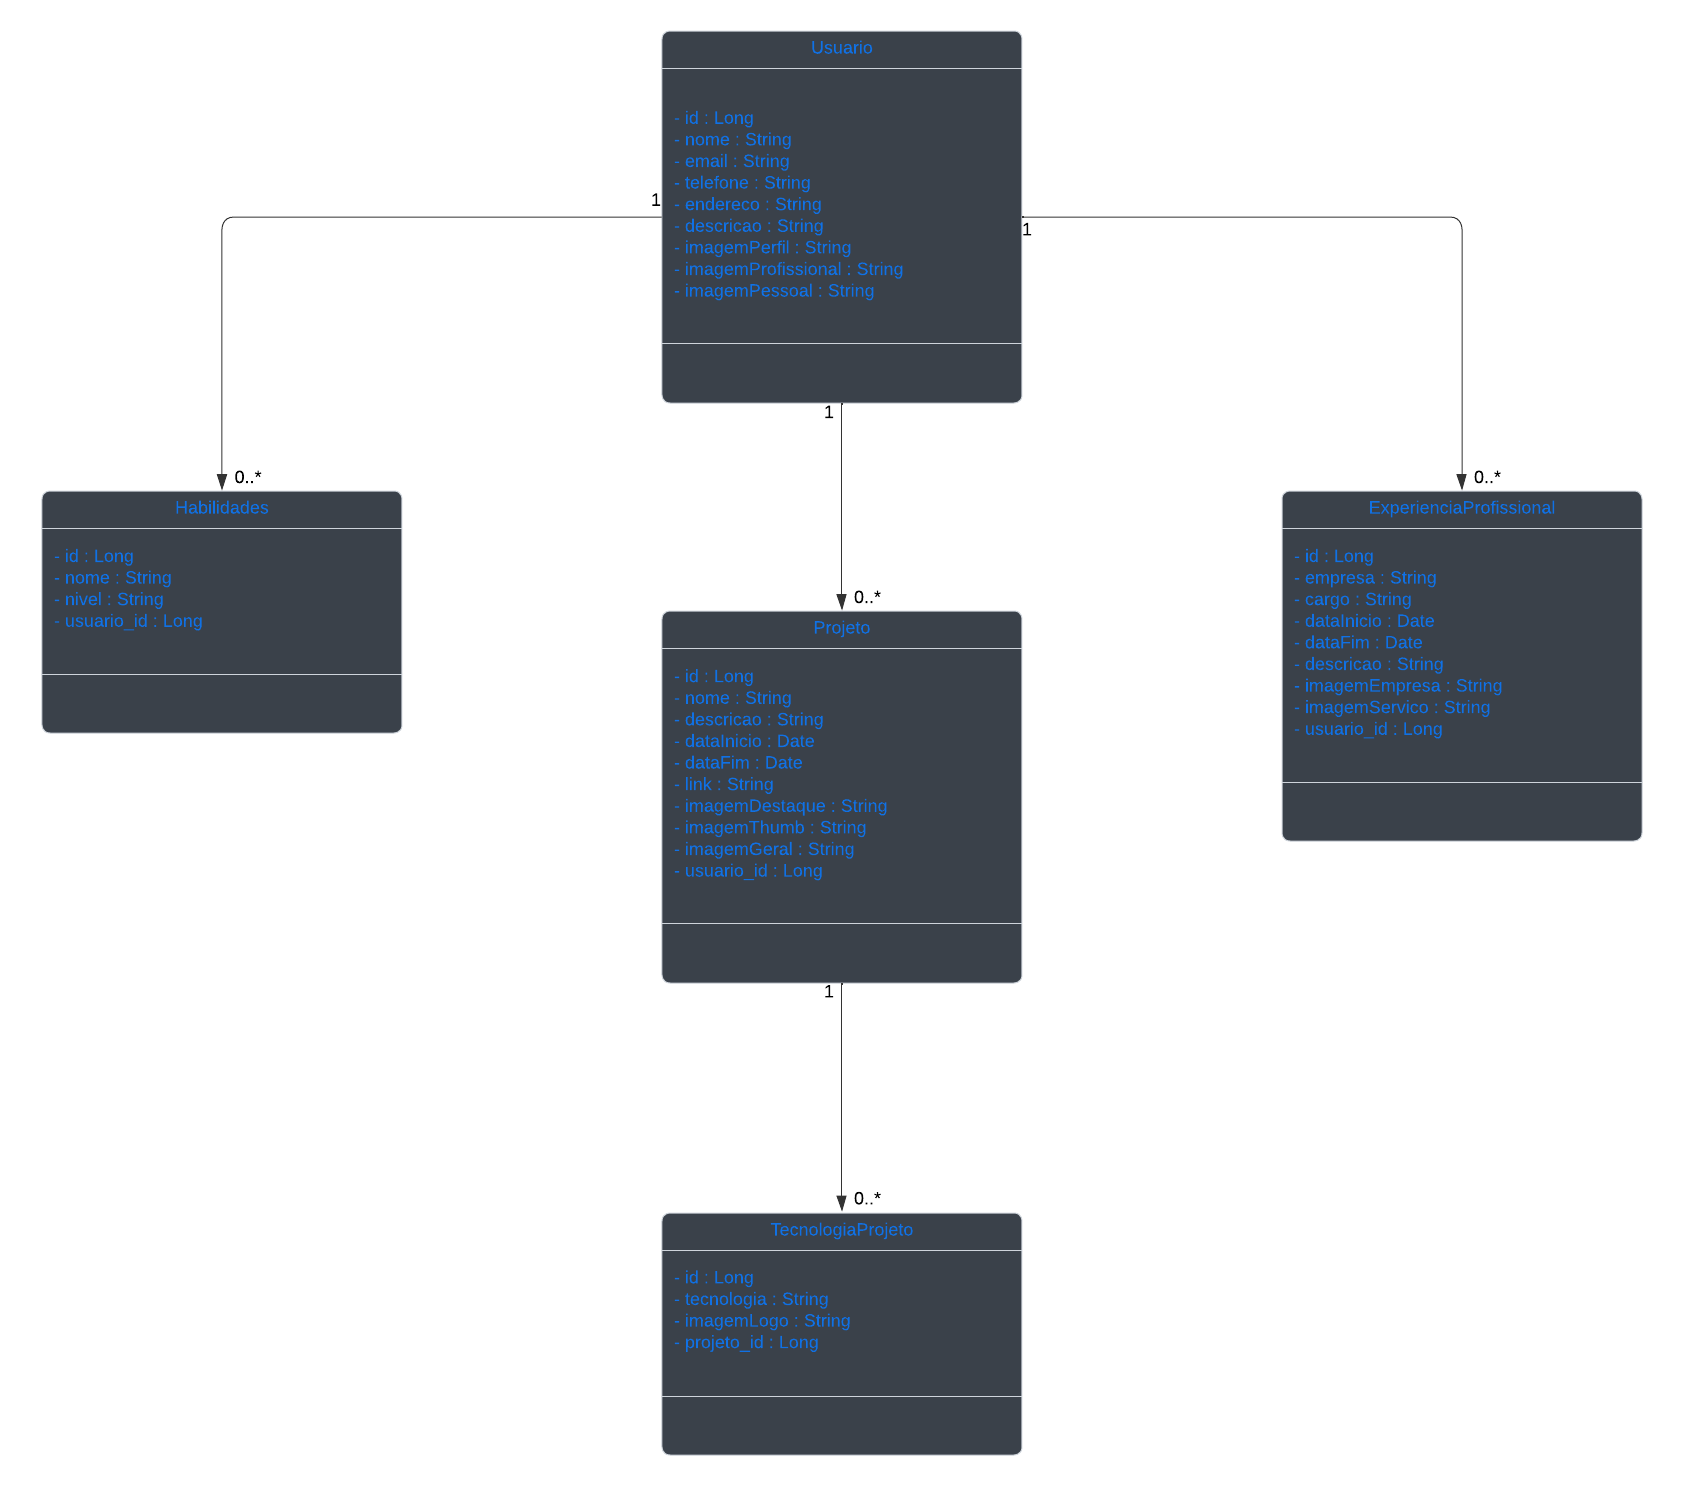 Usuario
- id : Long
- nome : String
- email : String
- telefone : String
- endereco : String
- descricao : String
- imagemPerfil : String
- imagemProfissional : String
- imagemPessoal : String
1
1
1
0..*
Habilidades
- id : Long
- nome : String
- nivel : String
- usuario_id : Long
0..*
Projeto
- id : Long
- nome : String
- descricao : String
- dataInicio : Date
- dataFim : Date
- link : String
- imagemDestaque : String
- imagemThumb : String
- imagemGeral : String
- usuario_id : Long
1
0..*
ExperienciaProfissional
- id : Long
- empresa : String
- cargo : String
- dataInicio : Date
- dataFim : Date
- descricao : String
- imagemEmpresa : String
- imagemServico : String
- usuario_id : Long
0..*
TecnologiaProjeto
- id : Long
- tecnologia : String
- imagemLogo : String
- projeto_id : Long